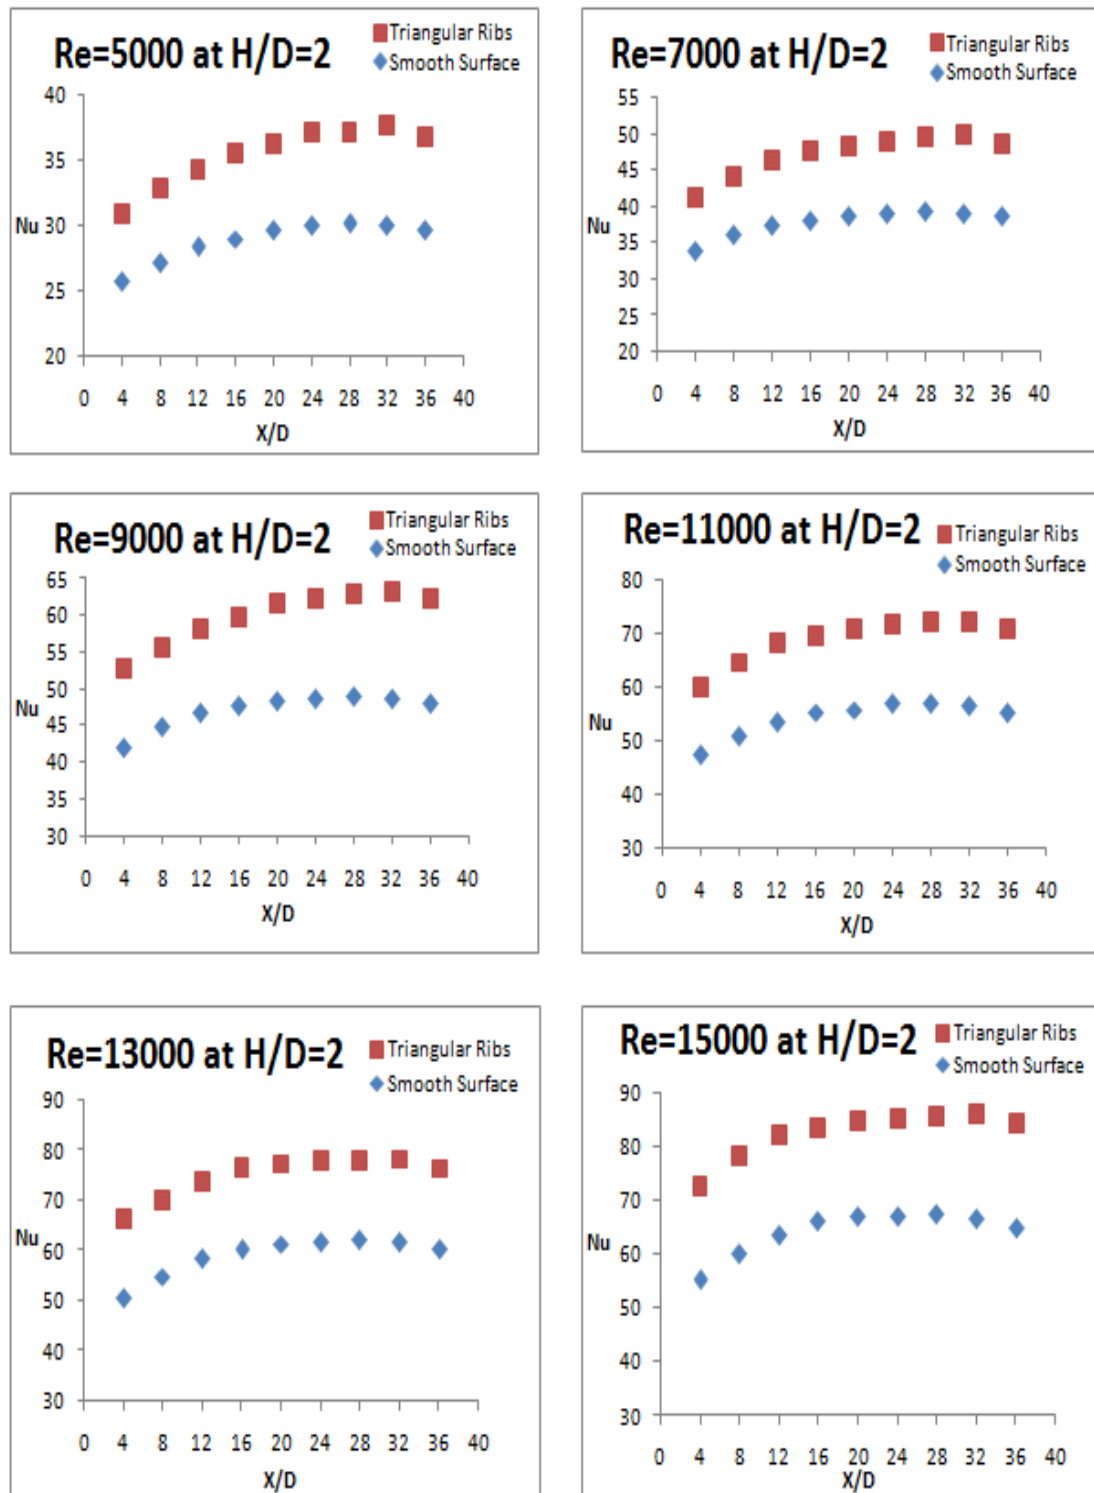 Re=5000 at H/D=2
Triangular Ribs
Smooth Surface
40
35
30
25
20
Nu
0 4 8 12 16 20 24 28 32 36 40
X/D
Re=7000 at H/D=2
Triangular Ribs
Smooth Surface
55
50
45
40
35
30
25
20
Nu
0 4 8 12 16 20 24 28 32 36 40
X/D
Re=9000 at H/D=2
Triangular Ribs
Smooth Surface
65
60
55
50
45
40
35
30
Nu
0 4 8 12 16 20 24 28 32 36 40
X/D
Re=11000 at H/D=2
Triangular Ribs
Smooth Surface
80
70
60
50
40
30
Nu
0 4 8 12 16 20 24 28 32 36 40
X/D
Re=13000 at H/D=2
Triangular Ribs
Smooth Surface
90
80
70
60
50
40
30
Nu
0 4 8 12 16 20 24 28 32 36 40
X/D
Re=15000 at H/D=2
Triangular Ribs
Smooth Surface
90
80
70
60
50
40
30
Nu
0 4 8 12 16 20 24 28 32 36 40
X/D